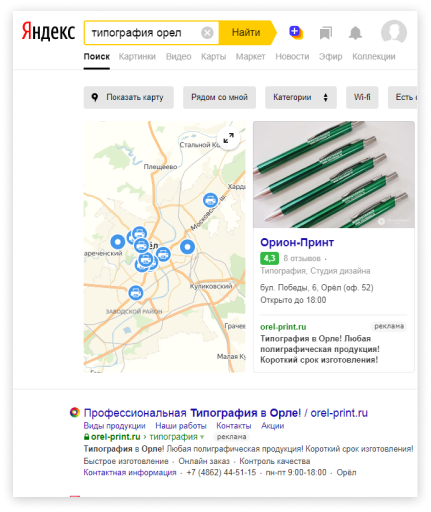 Яндекс
типография орел
Найти
Поиск Картинки Видео Карты Маркет Новости Эфир Коллекции
Показать карту
Рядом со мной
Категории
Wi-fi
Есть
Стальной Ко
Плещеево
Хардо
Московское ш.
зареченский
Орёл
Куликовский
ЗАВОДСКОЙ РАЙОН
Грачев
Малая Ку
Орион-Принт
4,3 8 отзывов ·
Типография, Студия дизайна
бул. Победы, 6, Орёл (оф. 52)
Открыто до 18:00
orel-print.ru реклама
Типография в Орле! Любая
полиграфическая продукция!
Короткий срок изготовления!
Профессиональная Типография в Орле! / orel-print.ru
Виды продукции Наши работы Контакты Акции
orel-print.ru › типография реклама
Типография в Орле! Любая полиграфическая продукция! Короткий срок изготовления!
Быстрое изготовление · Онлайн заказ · Контроль качества
Контактная информация · +7 (4862) 44-51-15 · пн-пт 9:00-18:00 · Орёл